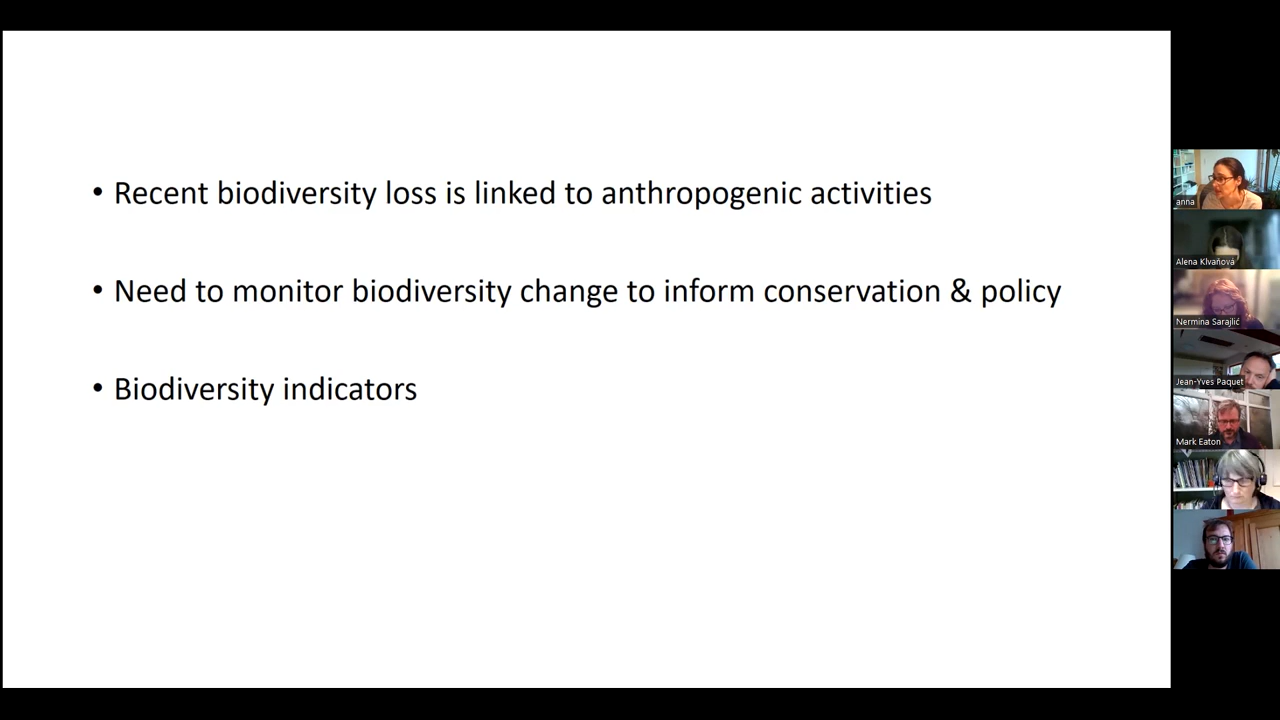 • Recent biodiversity loss is linked to anthropogenic activities
• Need to monitor biodiversity change to inform conservation & policy
• Biodiversity indicators
anna
Alena Klvaňová
Nermina Sarajlić
Jean-Yves Paquet
Mark Eaton